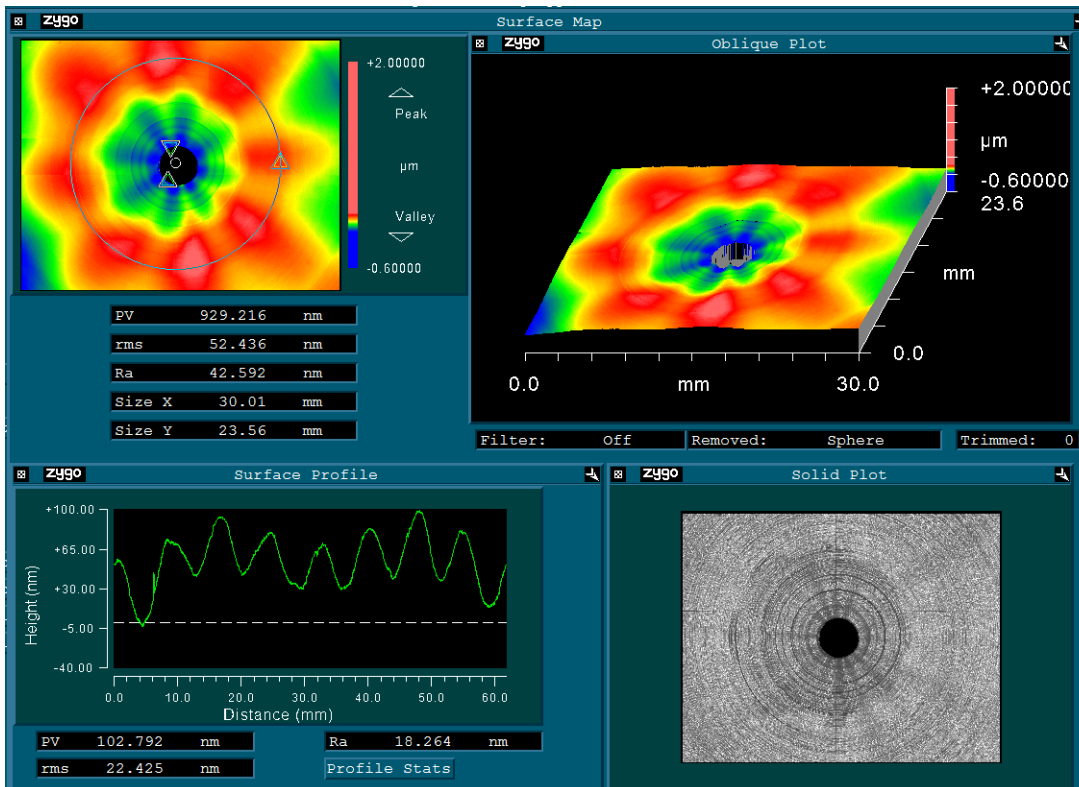 zygo Surface Map
+2.00000
Peak
µm
Valley
-0.60000
PV 929.216 nm
rms 52.436 nm
Ra 42.592 nm
Size X 30.01 mm
Size Y 23.56 mm
zygo Oblique Plot
+2.00000
µm
-0.60000
23.6
mm
0.0
0.0 mm 30.0
Filter: Off Removed: Sphere Trimmed: 0
zygo Surface Profile
+100.00
+65.00
+30.00
-5.00
-40.00
Height (nm)
0.0 10.0 20.0 30.0 40.0 50.0 60.0
Distance (mm)
PV 102.792 nm Ra 18.264 nm
rms 22.425 nm Profile Stats
zygo Solid Plot